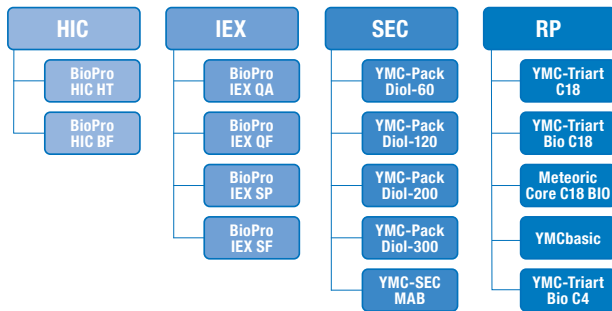 HIC
BioPro
HIC HT
BioPro
HIC BF
IEX
BioPro
IEX QA
BioPro
IEX QF
BioPro
IEX SP
BioPro
IEX SF
SEC
YMC-Pack
Diol-60
YMC-Pack
Diol-120
YMC-Pack
Diol-200
YMC-Pack
Diol-300
YMC-SEC
MAB
RP
YMC-Triart
C18
YMC-Triart
Bio C18
Meteoric
Core C18 BIO
YMCbasic
YMC-Triart
Bio C4